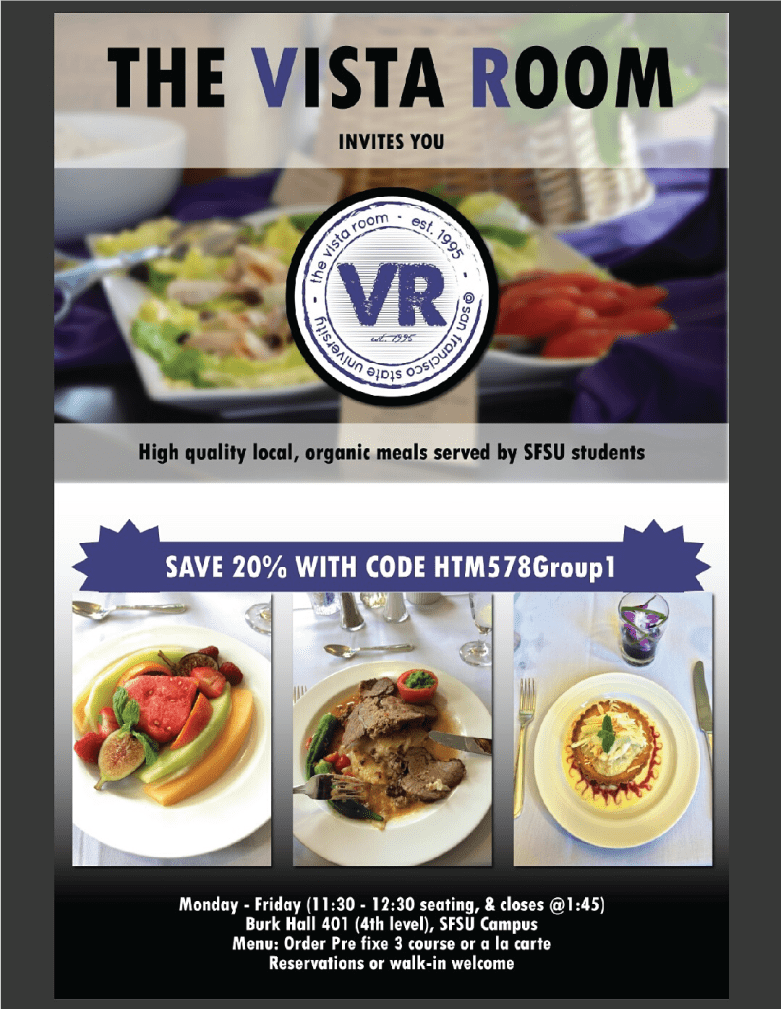 THE VISTA ROOM
INVITES YOU
the vista room - est. 1995 - @ san francisco state university -
VR
est. 1995
High quality local, organic meals served by SFSU students
SAVE 20% WITH CODE HTM578Group1
Monday - Friday (11:30 - 12:30 seating, & closes @1:45)
Burk Hall 401 (4th level), SFSU Campus
Menu: Order Pre fixe 3 course or a la carte
Reservations or walk-in welcome